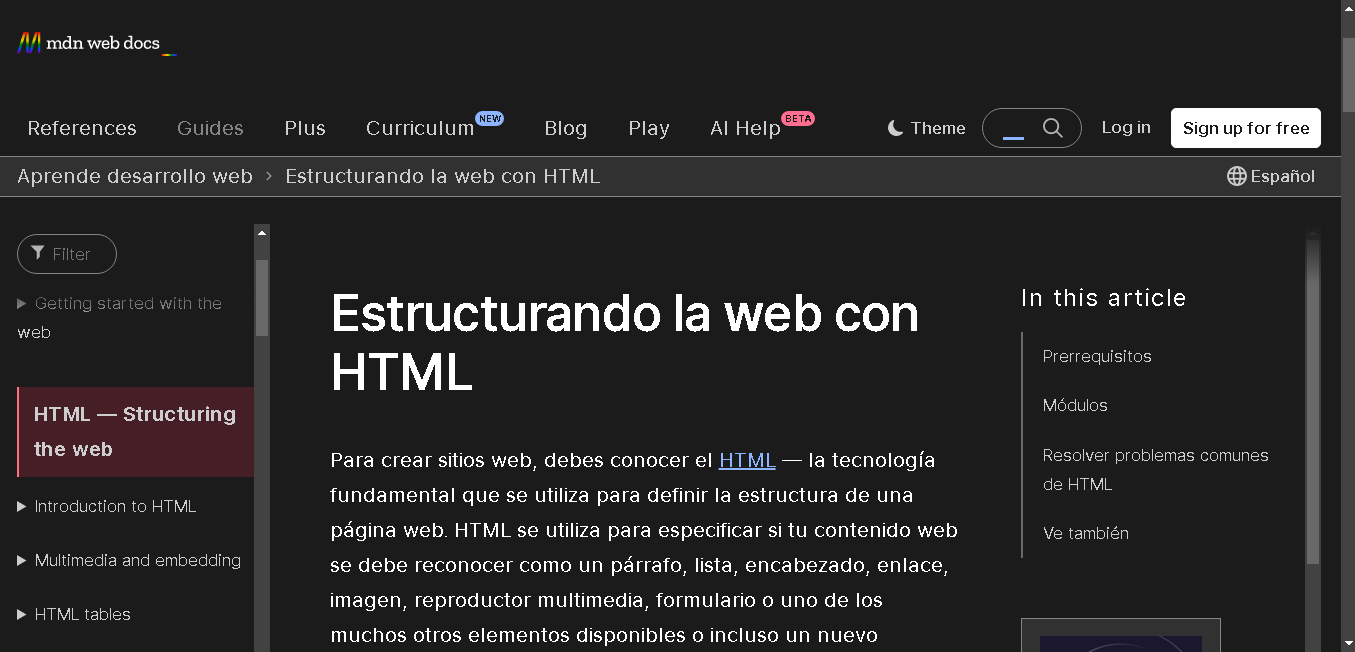 mdn web docs
References
Guides
Plus
Curriculum NEW
Blog
Play
AI Help BETA
Theme
Log in
Sign up for free
Aprende desarrollo web
Estructurando la web con HTML
Español
Filter
Getting started with the
web
HTML — Structuring
the web
Introduction to HTML
Multimedia and embedding
HTML tables
Estructurando la web con
HTML
Para crear sitios web, debes conocer el HTML — la tecnología
fundamental que se utiliza para definir la estructura de una
página web. HTML se utiliza para especificar si tu contenido web
se debe reconocer como un párrafo, lista, encabezado, enlace,
imagen, reproductor multimedia, formulario o uno de los
muchos otros elementos disponibles o incluso un nuevo
In this article
Prerrequisitos
Módulos
Resolver problemas comunes
de HTML
Ve también